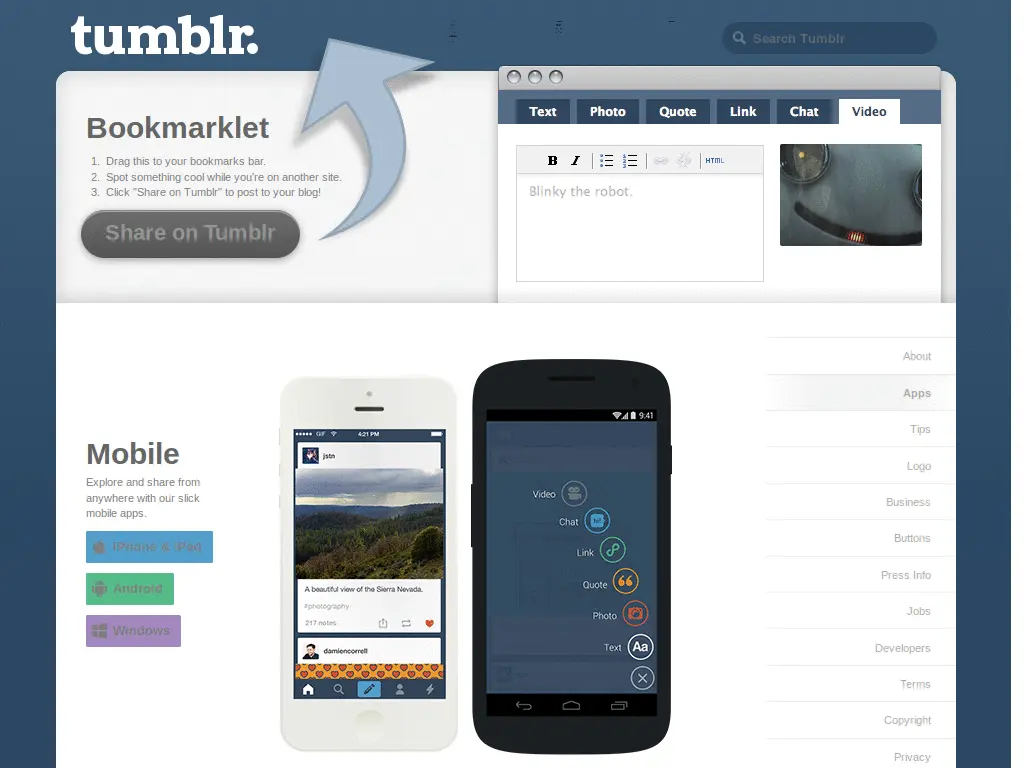 tumblr.
Search Tumblr
Bookmarklet
1. Drag this to your bookmarks bar.
2. Spot something cool while you're on another site.
3. Click "Share on Tumblr" to post to your blog!
Share on Tumblr
Text Photo Quote Link Chat Video
B I HTML
Blinky the robot.
Mobile
Explore and share from
anywhere with our slick
mobile apps.
iPhone & iPad
Android
Windows
GIF 4:21 PM
jstn
A beautiful view of the Sierra Nevada.
#photography
217 notes
damiencorrell
9:41
Video
Chat
Link
Quote
Photo
Text Aa
About
Apps
Tips
Logo
Business
Buttons
Press Info
Jobs
Developers
Terms
Copyright
Privacy